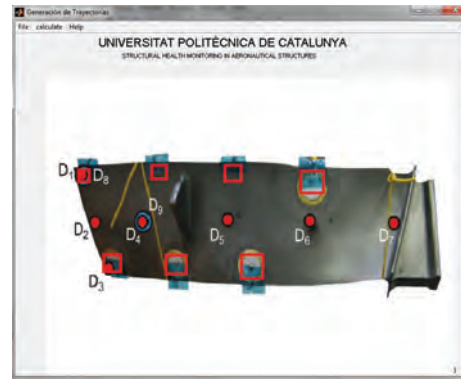 Generación de Trayectorias
File calculate Help
UNIVERSITAT POLITÈCNICA DE CATALUNYA
STRUCTURAL HEALTH MONITORING IN AERONAUTICAL STRUCTURES
D1 D8
D9
D2 D4 D5 D6 D7
D3